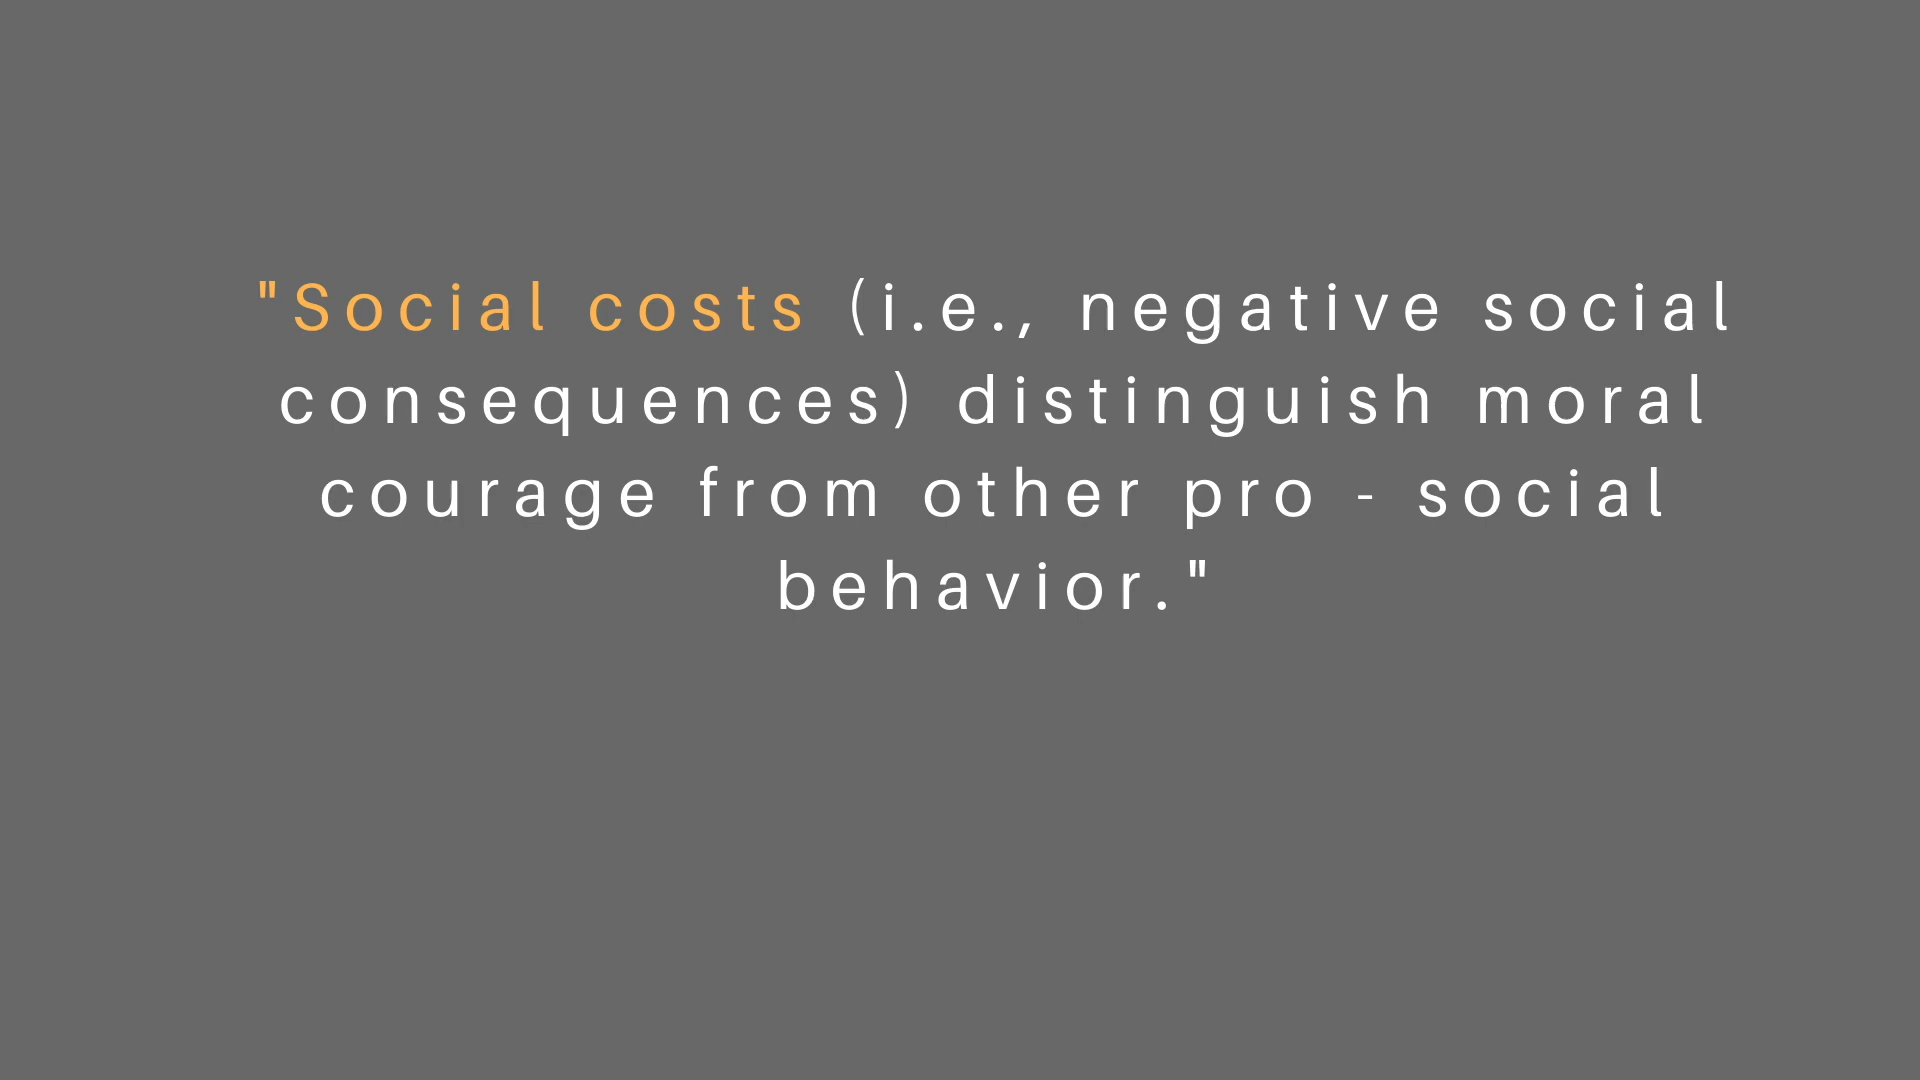 "Social costs (i.e., negative social
consequences) distinguish moral
courage from other pro - social
behavior."